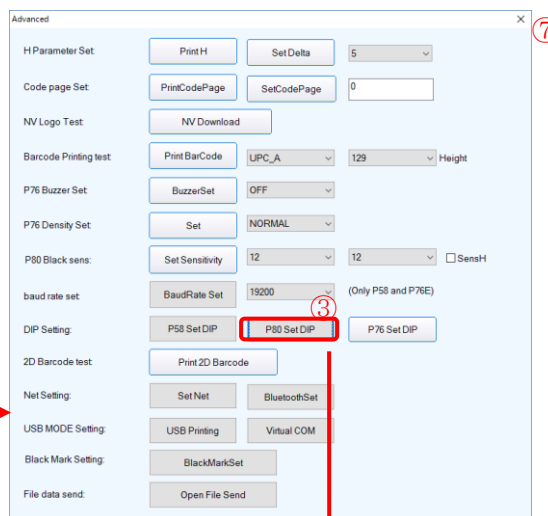 Advanced ×
⑦
H Parameter Set: Print H Set Delta 5
Code page Set: PrintCodePage SetCodePage 0
NV Logo Test: NV Download
Barcode Printing test: Print BarCode UPC_A 129 Height
P76 Buzzer Set: BuzzerSet OFF
P76 Density Set: Set NORMAL
P80 Black sens: Set Sensitivity 12 12 SensH
baud rate set: BaudRate Set 19200 (Only P58 and P76E)
③
DIP Setting: P58 Set DIP P80 Set DIP P76 Set DIP
2D Barcode test: Print 2D Barcode
Net Setting: Set Net BluetoothSet
USB MODE Setting: USB Printing Virtual COM
Black Mark Setting: BlackMarkSet
File data send: Open File Send